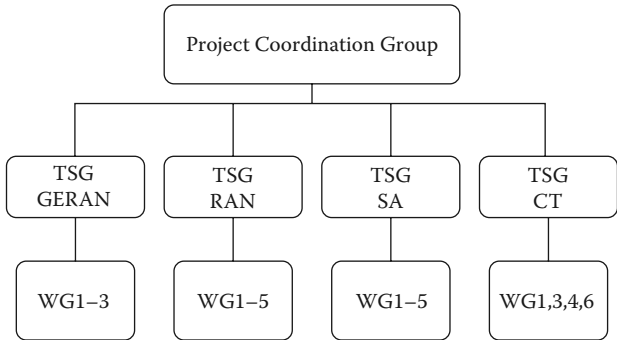 Project Coordination Group
TSG
GERAN
TSG
RAN
TSG
SA
TSG
CT
WG1–3
WG1–5
WG1–5
WG1,3,4,6